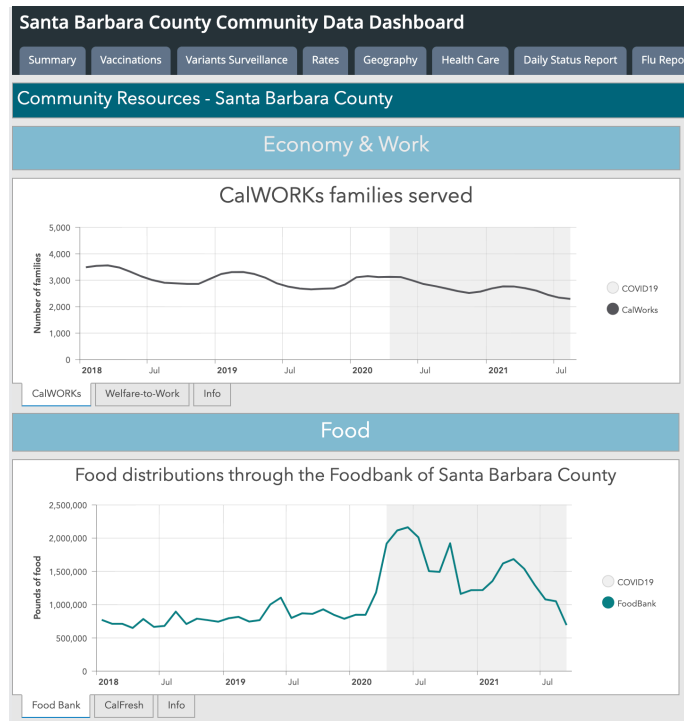 Santa Barbara County Community Data Dashboard
Summary Vaccinations Variants Surveillance Rates Geography Health Care Daily Status Report Flu Repo
Community Resources - Santa Barbara County
Economy & Work
CalWORKs families served
Number of families
5,000
4,000
3,000
2,000
1,000
0
2018 Jul 2019 Jul 2020 Jul 2021 Jul
COVID19
CalWorks
CalWORKs Welfare-to-Work Info
Food
Food distributions through the Foodbank of Santa Barbara County
Pounds of food
2,500,000
2,000,000
1,500,000
1,000,000
500,000
0
2018 Jul 2019 Jul 2020 Jul 2021 Jul
COVID19
FoodBank
Food Bank CalFresh Info